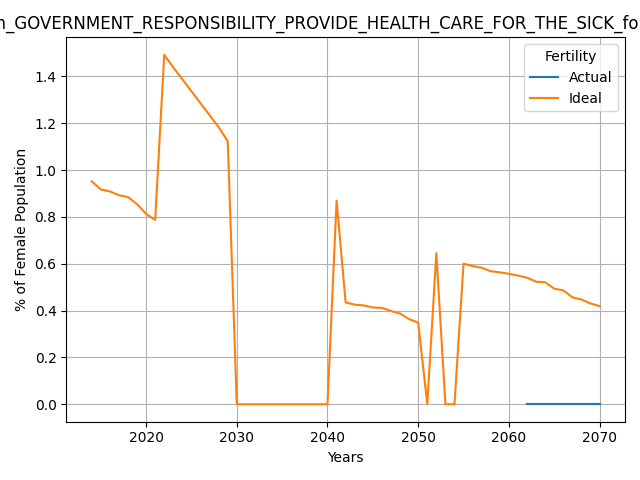 n_GOVERNMENT_RESPONSIBILITY_PROVIDE_HEALTH_CARE_FOR_THE_SICK_fo
Fertility
Actual
Ideal
1.4
1.2
1.0
0.8
0.6
0.4
0.2
0.0
% of Female Population
2020 2030 2040 2050 2060 2070
Years